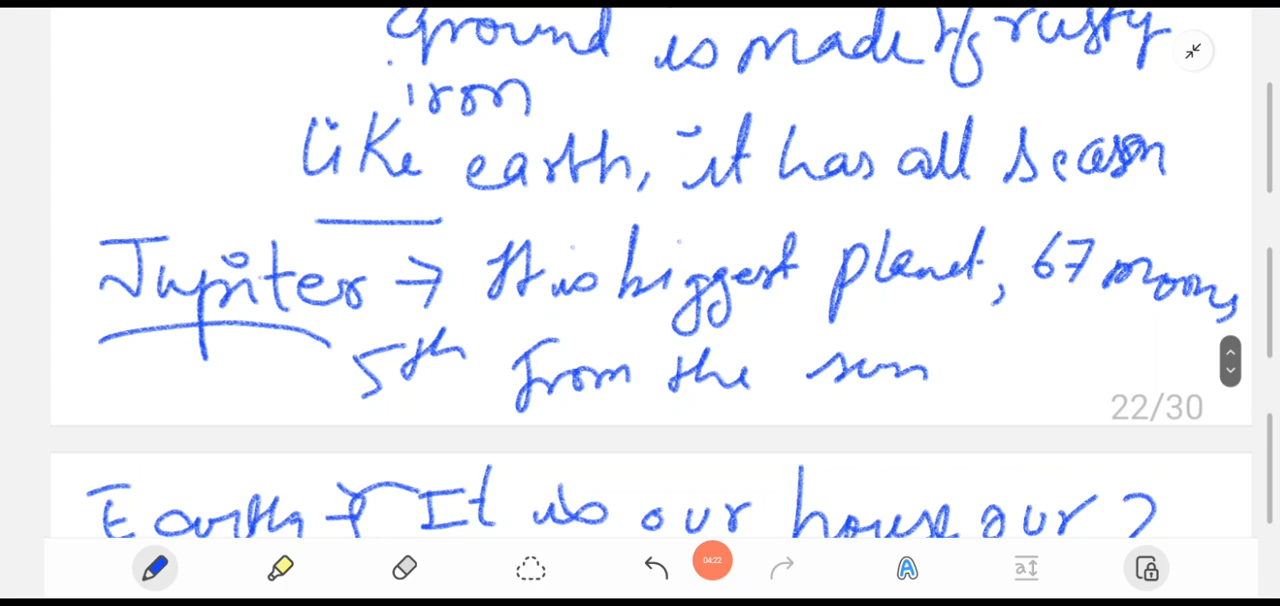 Ground is made of rusty
iron
like earth, it has all season
Jupiter → It is biggest planet, 67 moons,
5th from the sun
22/30
Earth → It is our house, our
04:22